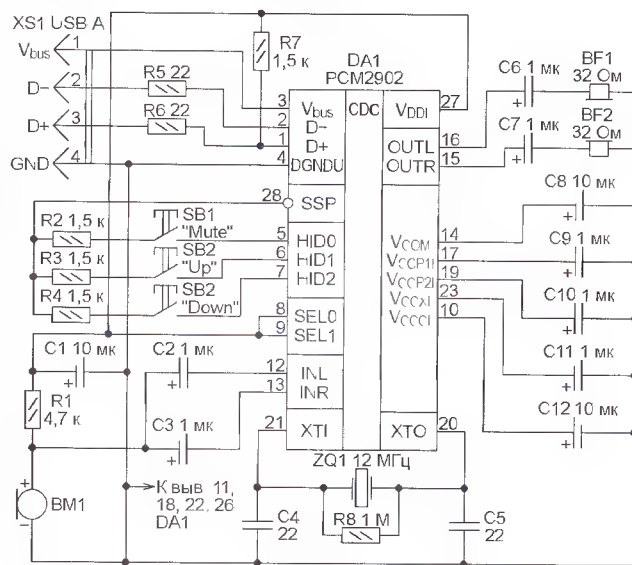 XS1 USB A
Vbus 1
D− 2
D+ 3
GND 4
R5 22
R6 22
R7
1,5 к
DA1
PCM2902
CDC
3 Vbus
2 D−
1 D+
4 DGNDU
28 SSP
5 HID0
6 HID1
7 HID2
8 SEL0
9 SEL1
12 INL
13 INR
21 XTI
VDDI 27
OUTL 16
OUTR 15
VCOM 14
VCCP1I 17
VCCP2I 19
VCCXI 23
VCCCI 10
XTO 20
C6 1 мк
BF1
32 Ом
C7 1 мк
BF2
32 Ом
C8 10 мк
C9 1 мк
C10 1 мк
C11 1 мк
C12 10 мк
R2 1,5 к
SB1
"Mute"
R3 1,5 к
SB2
"Up"
R4 1,5 к
SB2
"Down"
C1 10 мк
C2 1 мк
R1
4,7 к
C3 1 мк
BM1
К выв 11,
18, 22, 26
DA1
ZQ1 12 МГц
R8 1 М
C4
22
C5
22